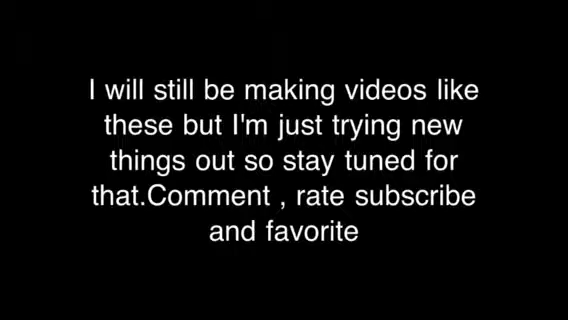 I will still be making videos like
these but I'm just trying new
things out so stay tuned for
that.Comment , rate subscribe
and favorite